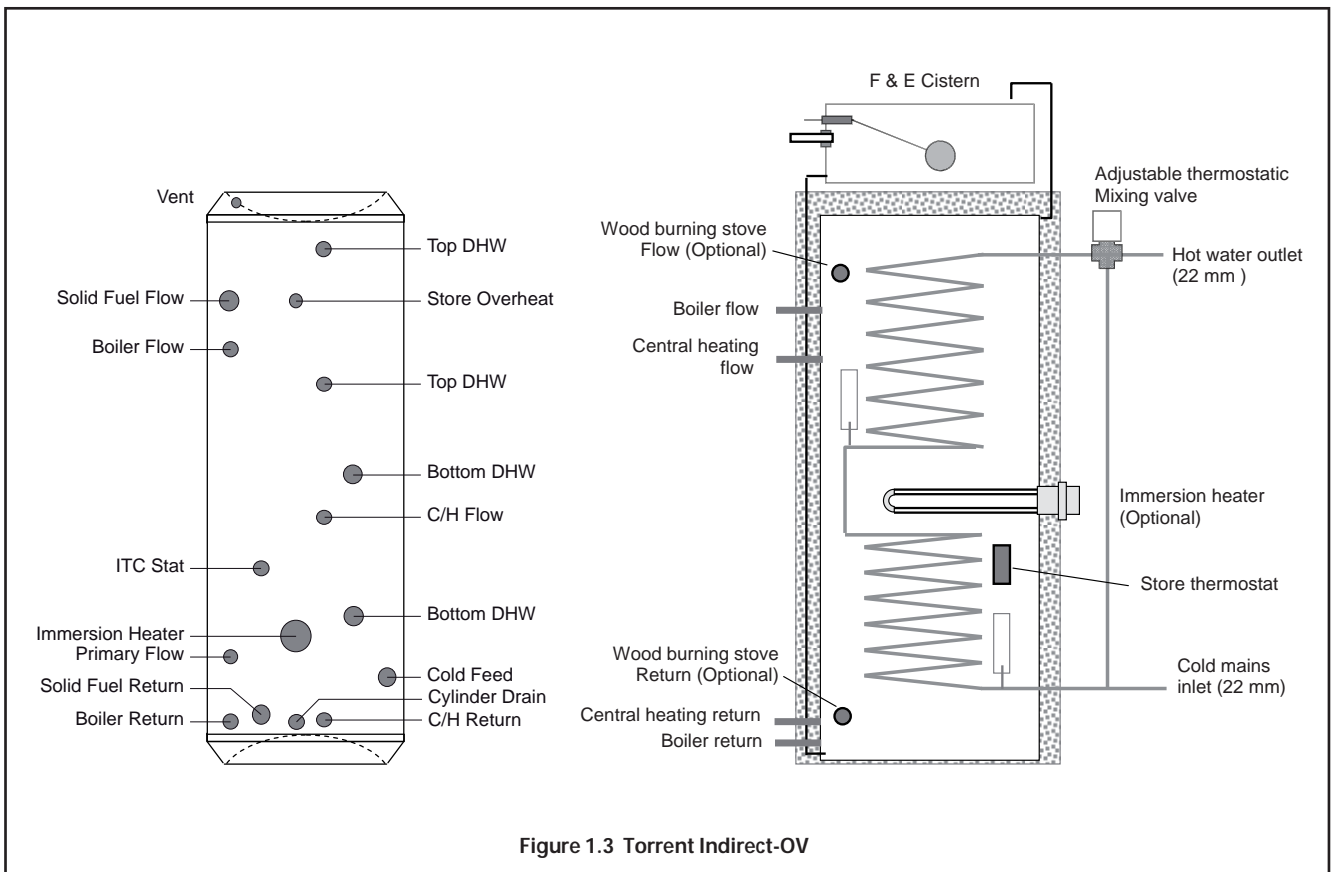 Vent
Solid Fuel Flow
Boiler Flow
ITC Stat
Immersion Heater
Primary Flow
Solid Fuel Return
Boiler Return
Top DHW
Store Overheat
Top DHW
Bottom DHW
C/H Flow
Bottom DHW
Cold Feed
Cylinder Drain
C/H Return
F & E Cistern
Wood burning stove
Flow (Optional)
Boiler flow
Central heating
flow
Wood burning stove
Return (Optional)
Central heating return
Boiler return
Adjustable thermostatic
Mixing valve
Hot water outlet
(22 mm )
Immersion heater
(Optional)
Store thermostat
Cold mains
inlet (22 mm)
Figure 1.3 Torrent Indirect-OV